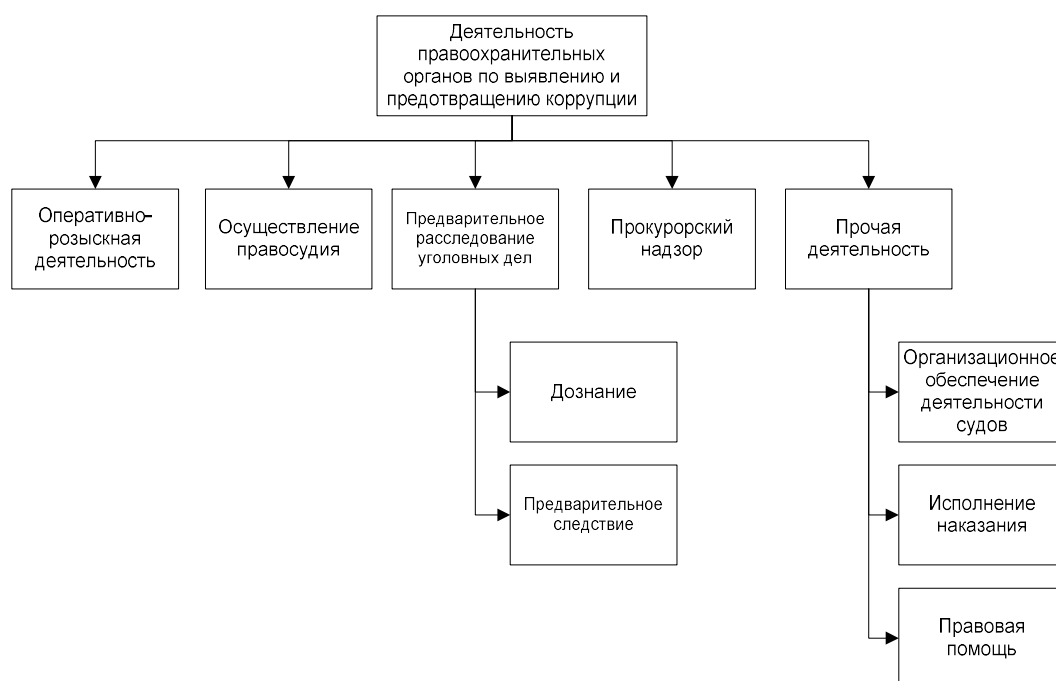 Деятельность
правоохранительных
органов по выявлению и
предотвращению коррупции
Оперативно-
розыскная
деятельность
Осуществление
правосудия
Предварительное
расследование
уголовных дел
Прокурорский
надзор
Прочая
деятельность
Дознание
Предварительное
следствие
Организационное
обеспечение
деятельности
судов
Исполнение
наказания
Правовая
помощь